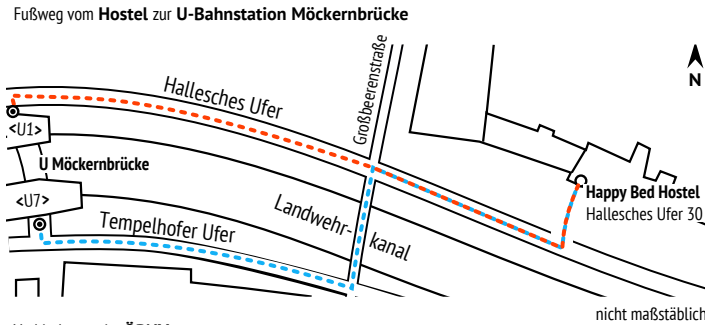 Fußweg vom Hostel zur U-Bahnstation Möckernbrücke
Großbeerenstraße
N
Hallesches Ufer
<U1>
U Möckernbrücke
<U7>
Happy Bed Hostel
Hallesches Ufer 30
Landwehr-
kanal
Tempelhofer Ufer
nicht maßstäblich